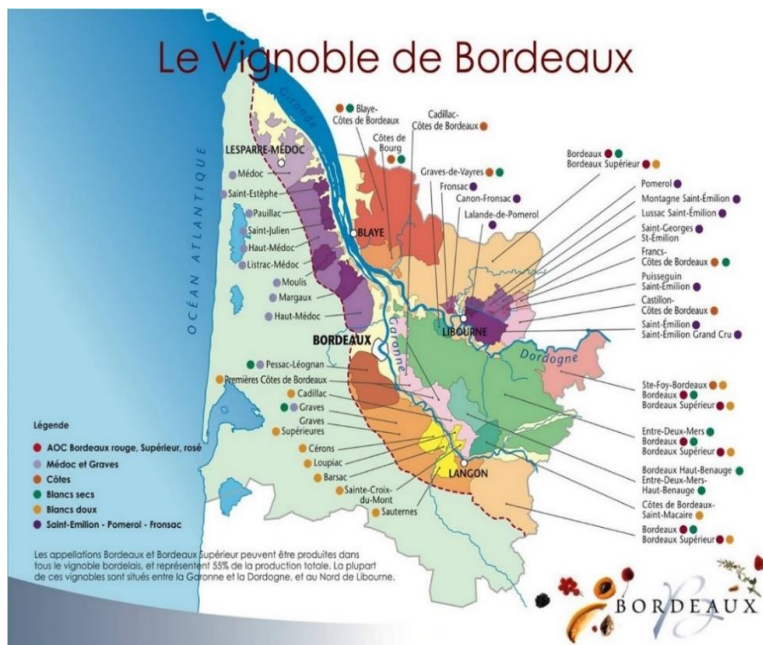 Le Vignoble de Bordeaux
OCÉAN ATLANTIQUE
Gironde
LESPARRE-MÉDOC
Médoc
Saint-Estèphe
Pauillac
Saint-Julien
Haut-Médoc
Listrac-Médoc
Moulis
Margaux
Haut-Médoc
BORDEAUX
Pessac-Léognan
Premières Côtes de Bordeaux
Cadillac
Graves
Graves
Supérieures
Cérons
Loupiac
Barsac
Sainte-Croix-
du-Mont
Sauternes
Blaye-
Côtes de Bordeaux
Côtes de
Bourg
BLAYE
Cadillac-
Côtes de Bordeaux
Graves-de-Vayres
Fronsac
Canon-Fronsac
Lalande-de-Pomerol
LIBOURNE
Garonne
Dordogne
LANGON
Bordeaux
Bordeaux Supérieur
Pomerol
Montagne Saint-Émilion
Lussac Saint-Émilion
Saint-Georges
St-Émilion
Francs-
Côtes de Bordeaux
Puisseguin
Saint-Émilion
Castillon-
Côtes de Bordeaux
Saint-Émilion
Saint-Émilion Grand Cru
Ste-Foy-Bordeaux
Bordeaux
Bordeaux Supérieur
Entre-Deux-Mers
Bordeaux
Bordeaux Supérieur
Bordeaux Haut-Benauge
Entre-Deux-Mers-
Haut-Benauge
Côtes de Bordeaux-
Saint-Macaire
Bordeaux
Bordeaux Supérieur
Légende
AOC Bordeaux rouge, Supérieur, rosé
Médoc et Graves
Côtes
Blancs secs
Blancs doux
Saint-Emilion - Pomerol - Fronsac
Les appellations Bordeaux et Bordeaux Supérieur peuvent être produites dans
tous le vignoble bordelais, et représentent 55% de la production totale. La plupart
de ces vignobles sont situés entre la Garonne et la Dordogne, et au Nord de Libourne.
BORDEAUX